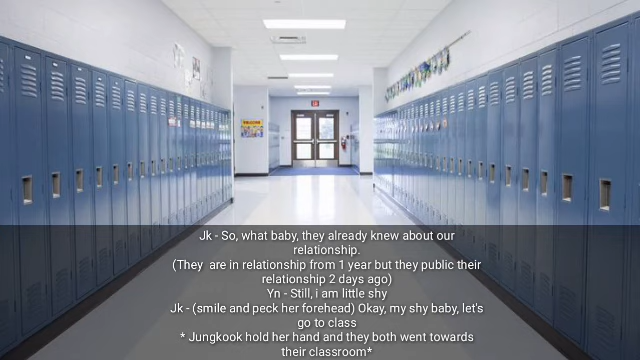 Jk - So, what baby, they already knew about our
relationship.
(They are in relationship from 1 year but they public their
relationship 2 days ago)
Yn - Still, i am little shy
Jk - (smile and peck her forehead) Okay, my shy baby, let's
go to class
* Jungkook hold her hand and they both went towards
their classroom*